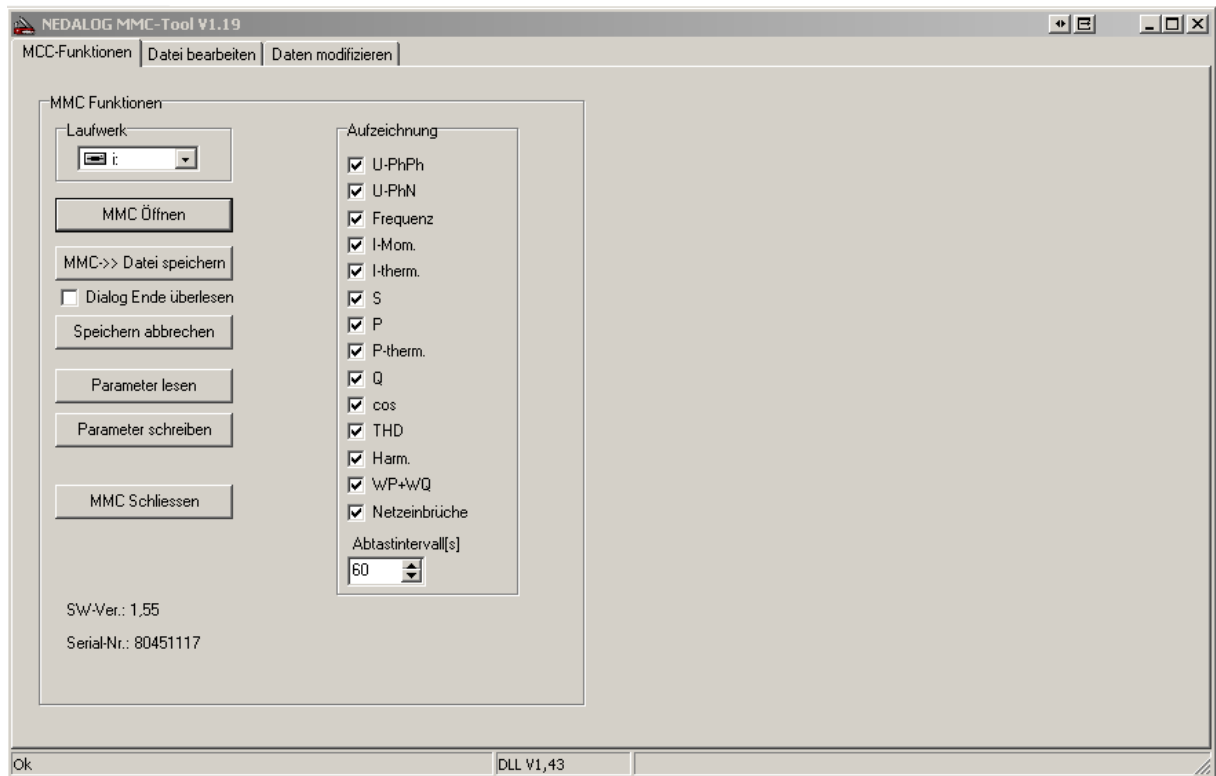 NEDALOG MMC-Tool V1.19
MCC-Funktionen
Datei bearbeiten
Daten modifizieren
MMC Funktionen
Laufwerk
i:
MMC Öffnen
MMC->> Datei speichern
Dialog Ende überlesen
Speichern abbrechen
Parameter lesen
Parameter schreiben
MMC Schliessen
SW-Ver.: 1,55
Serial-Nr.: 80451117
Aufzeichnung
U-PhPh
U-PhN
Frequenz
I-Mom.
I-therm.
S
P
P-therm.
Q
cos
THD
Harm.
WP+WQ
Netzeinbrüche
Abtastintervall[s]
60
Ok
DLL V1,43